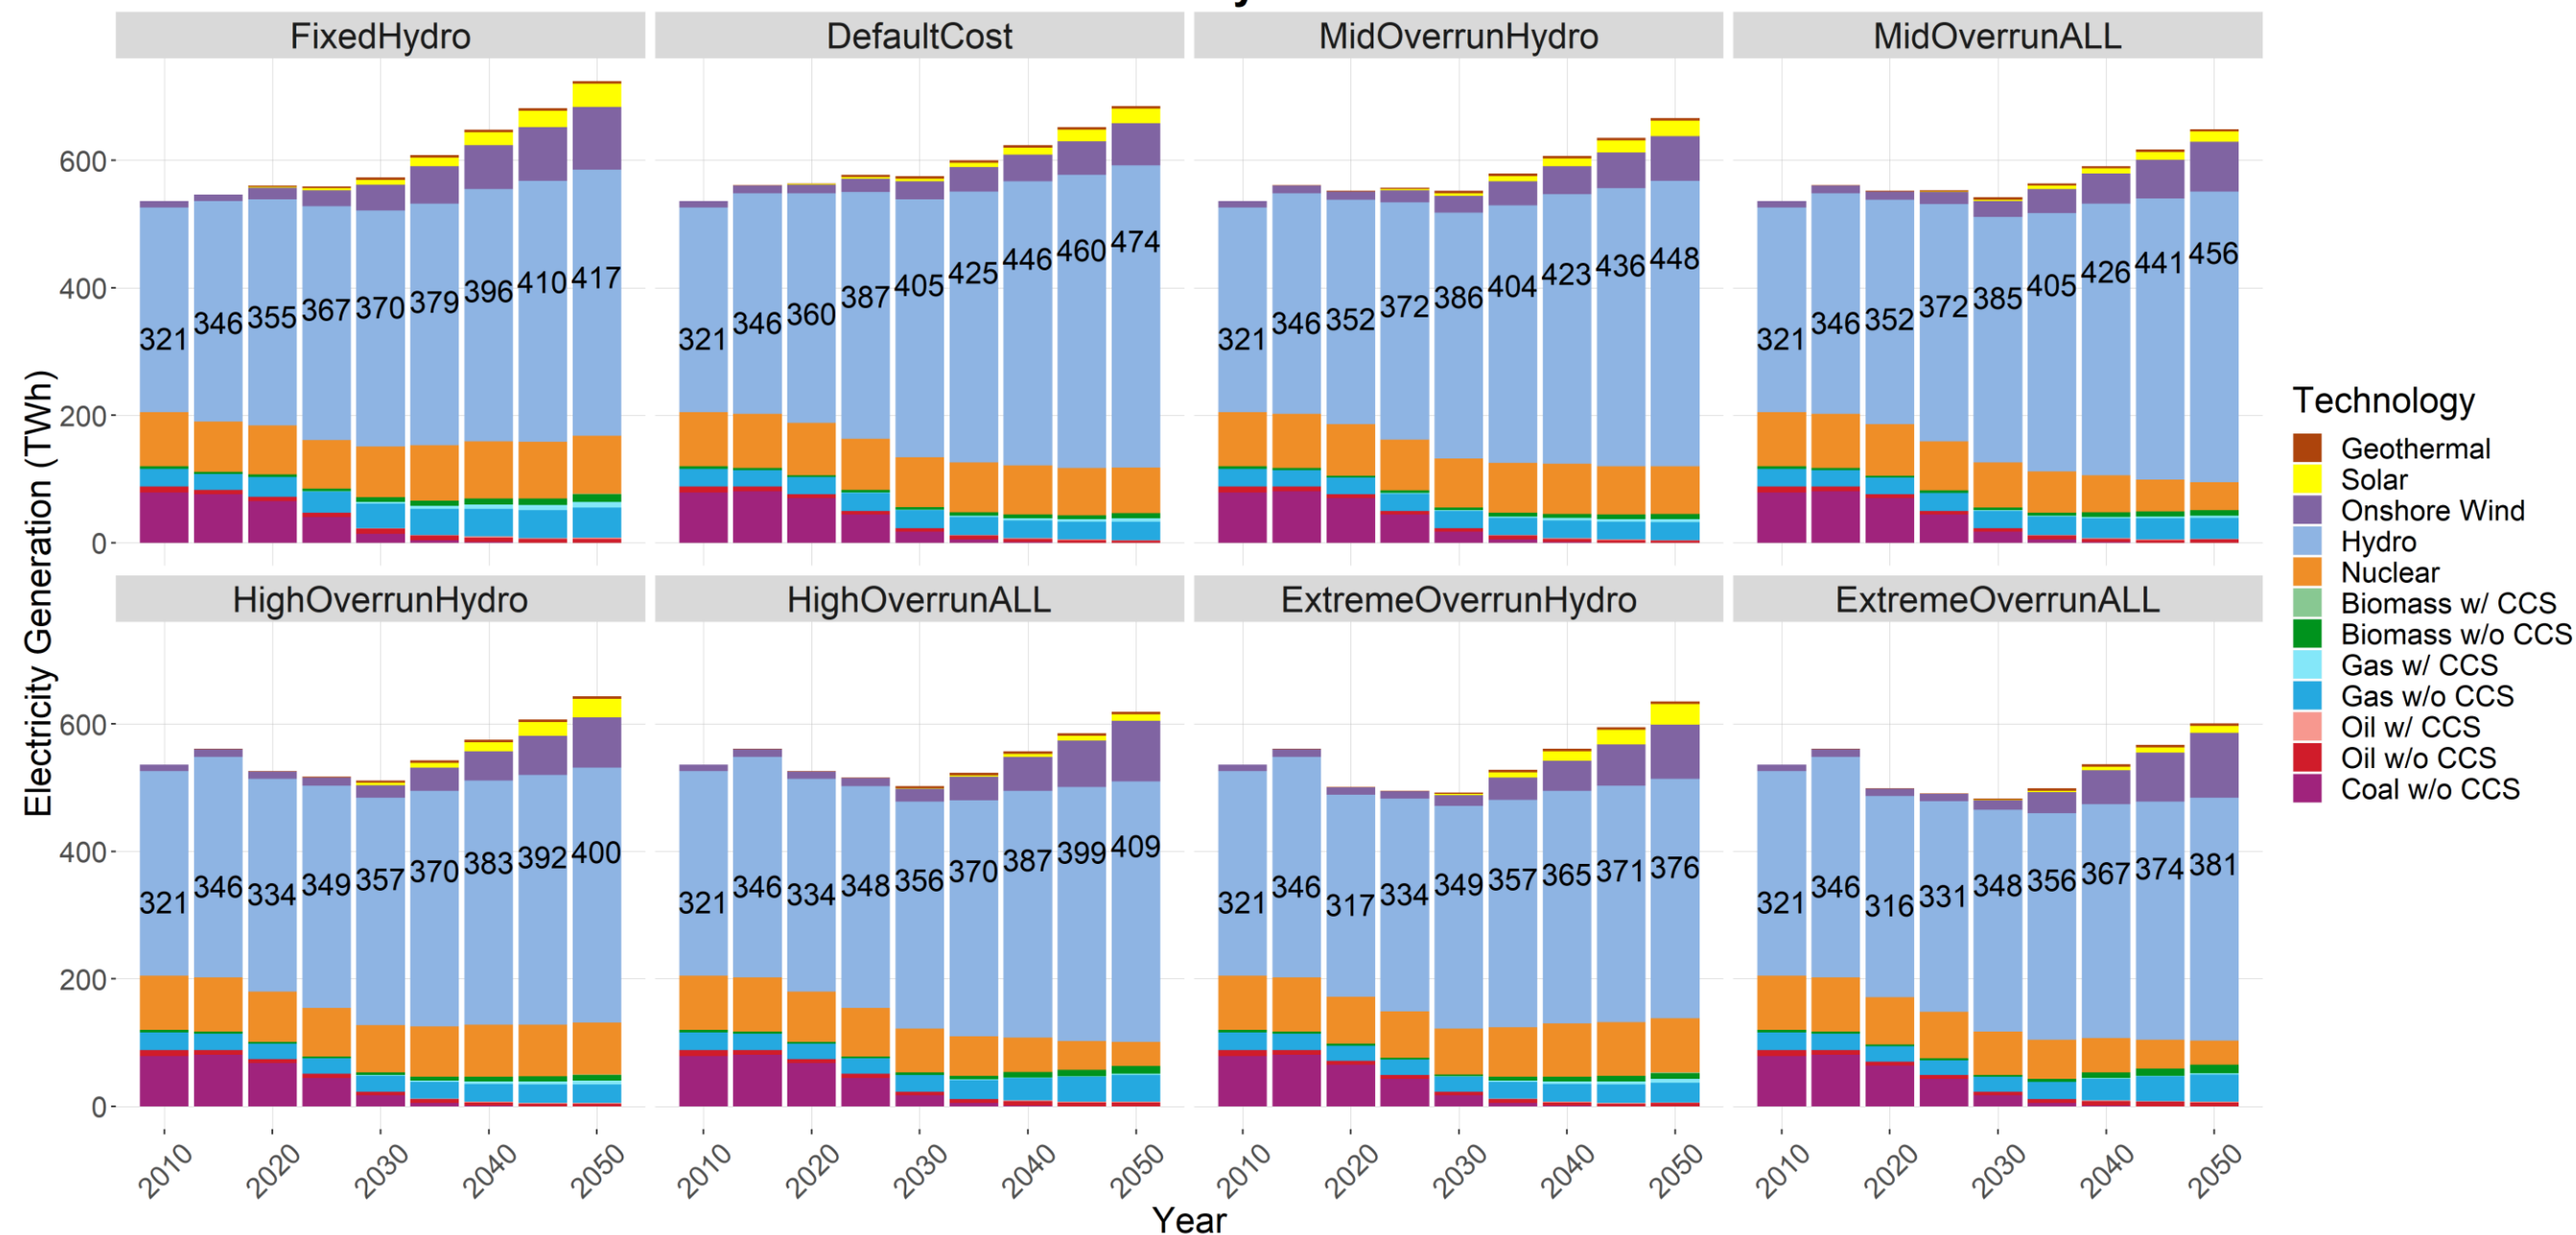 FixedHydro
DefaultCost
MidOverrunHydro
MidOverrunALL
600
400
200
0
321 346 355 367 370 379 396 410 417
321 346 360 387 405 425 446 460 474
321 346 352 372 386 404 423 436 448
321 346 352 372 385 405 426 441 456
HighOverrunHydro
HighOverrunALL
ExtremeOverrunHydro
ExtremeOverrunALL
600
400
200
0
321 346 334 349 357 370 383 392 400
321 346 334 348 356 370 387 399 409
321 346 317 334 349 357 365 371 376
321 346 316 331 348 356 367 374 381
2010 2020 2030 2040 2050
2010 2020 2030 2040 2050
2010 2020 2030 2040 2050
2010 2020 2030 2040 2050
Year
Electricity Generation (TWh)
Technology
Geothermal
Solar
Onshore Wind
Hydro
Nuclear
Biomass w/ CCS
Biomass w/o CCS
Gas w/ CCS
Gas w/o CCS
Oil w/ CCS
Oil w/o CCS
Coal w/o CCS